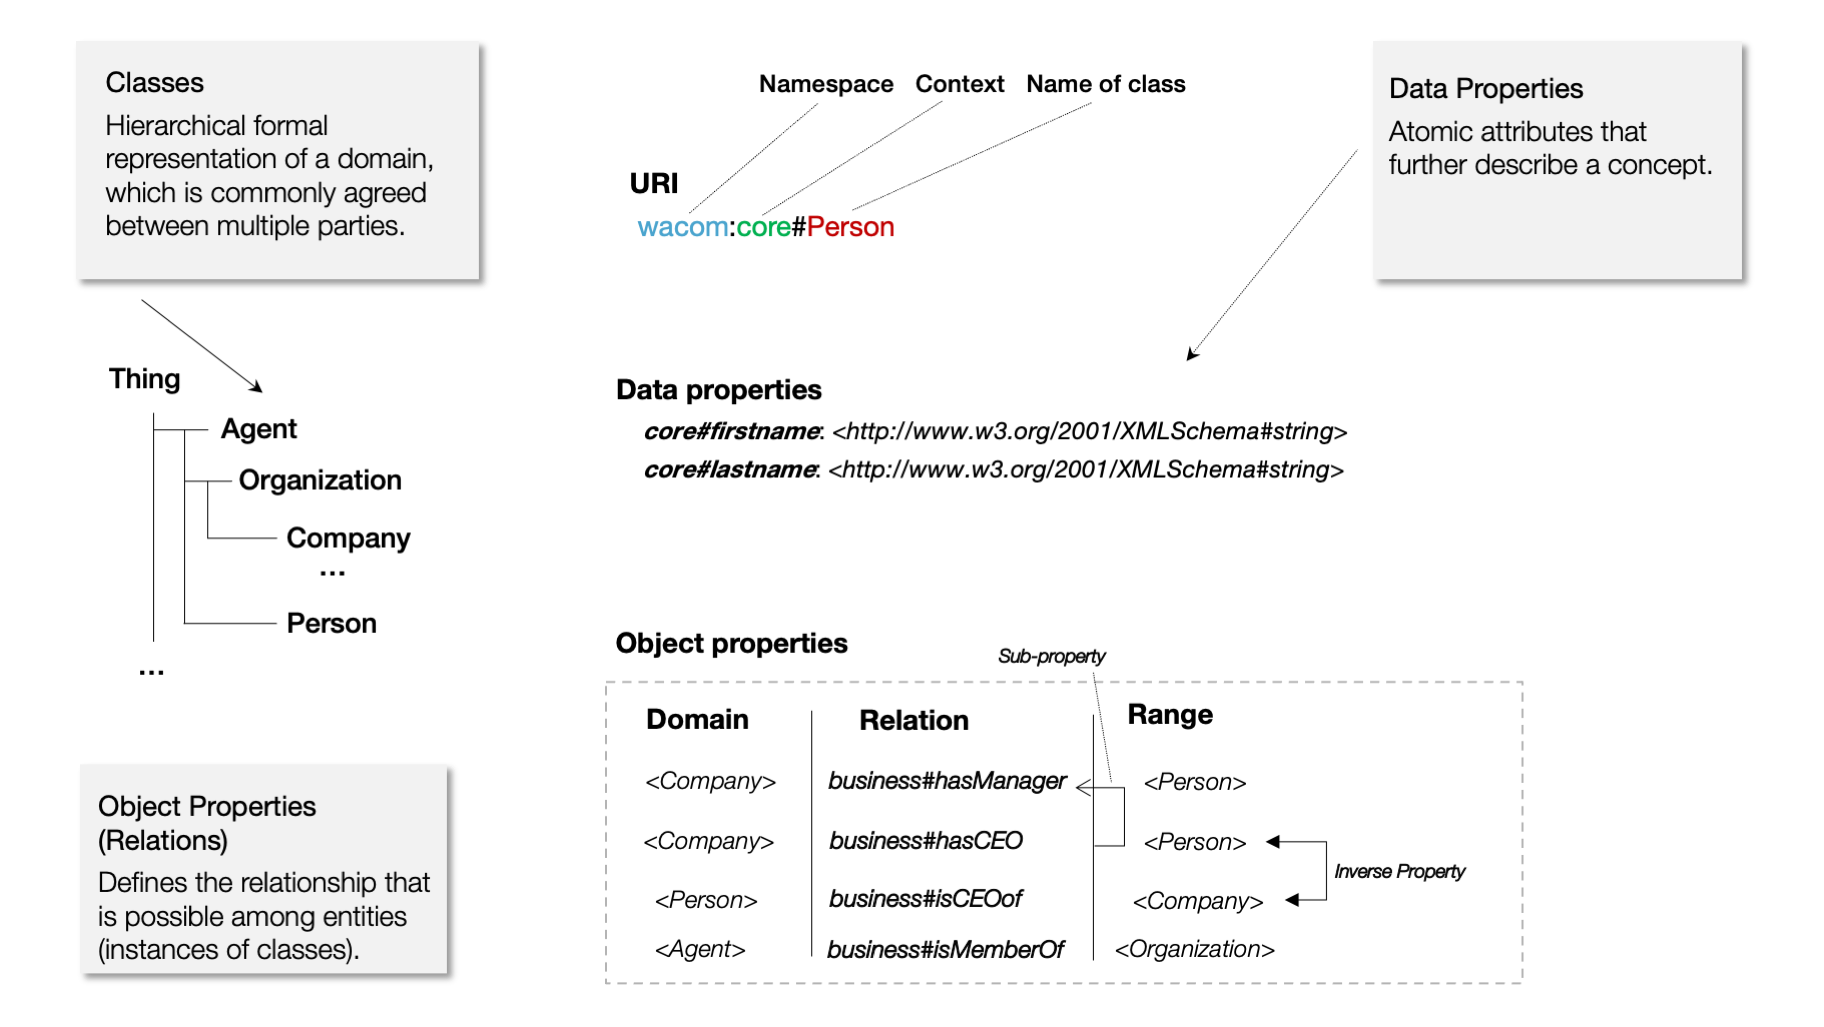 Classes
Hierarchical formal
representation of a domain,
which is commonly agreed
between multiple parties.
Namespace Context Name of class
URI
wacom:core#Person
Data Properties
Atomic attributes that
further describe a concept.
Thing
Agent
Organization
Company
...
Person
...
Data properties
core#firstname: <http://www.w3.org/2001/XMLSchema#string>
core#lastname: <http://www.w3.org/2001/XMLSchema#string>
Object Properties
(Relations)
Defines the relationship that
is possible among entities
(instances of classes).
Object properties
Sub-property
Domain Relation Range
<Company> business#hasManager <Person>
<Company> business#hasCEO <Person>
Inverse Property
<Person> business#isCEOof <Company>
<Agent> business#isMemberOf <Organization>